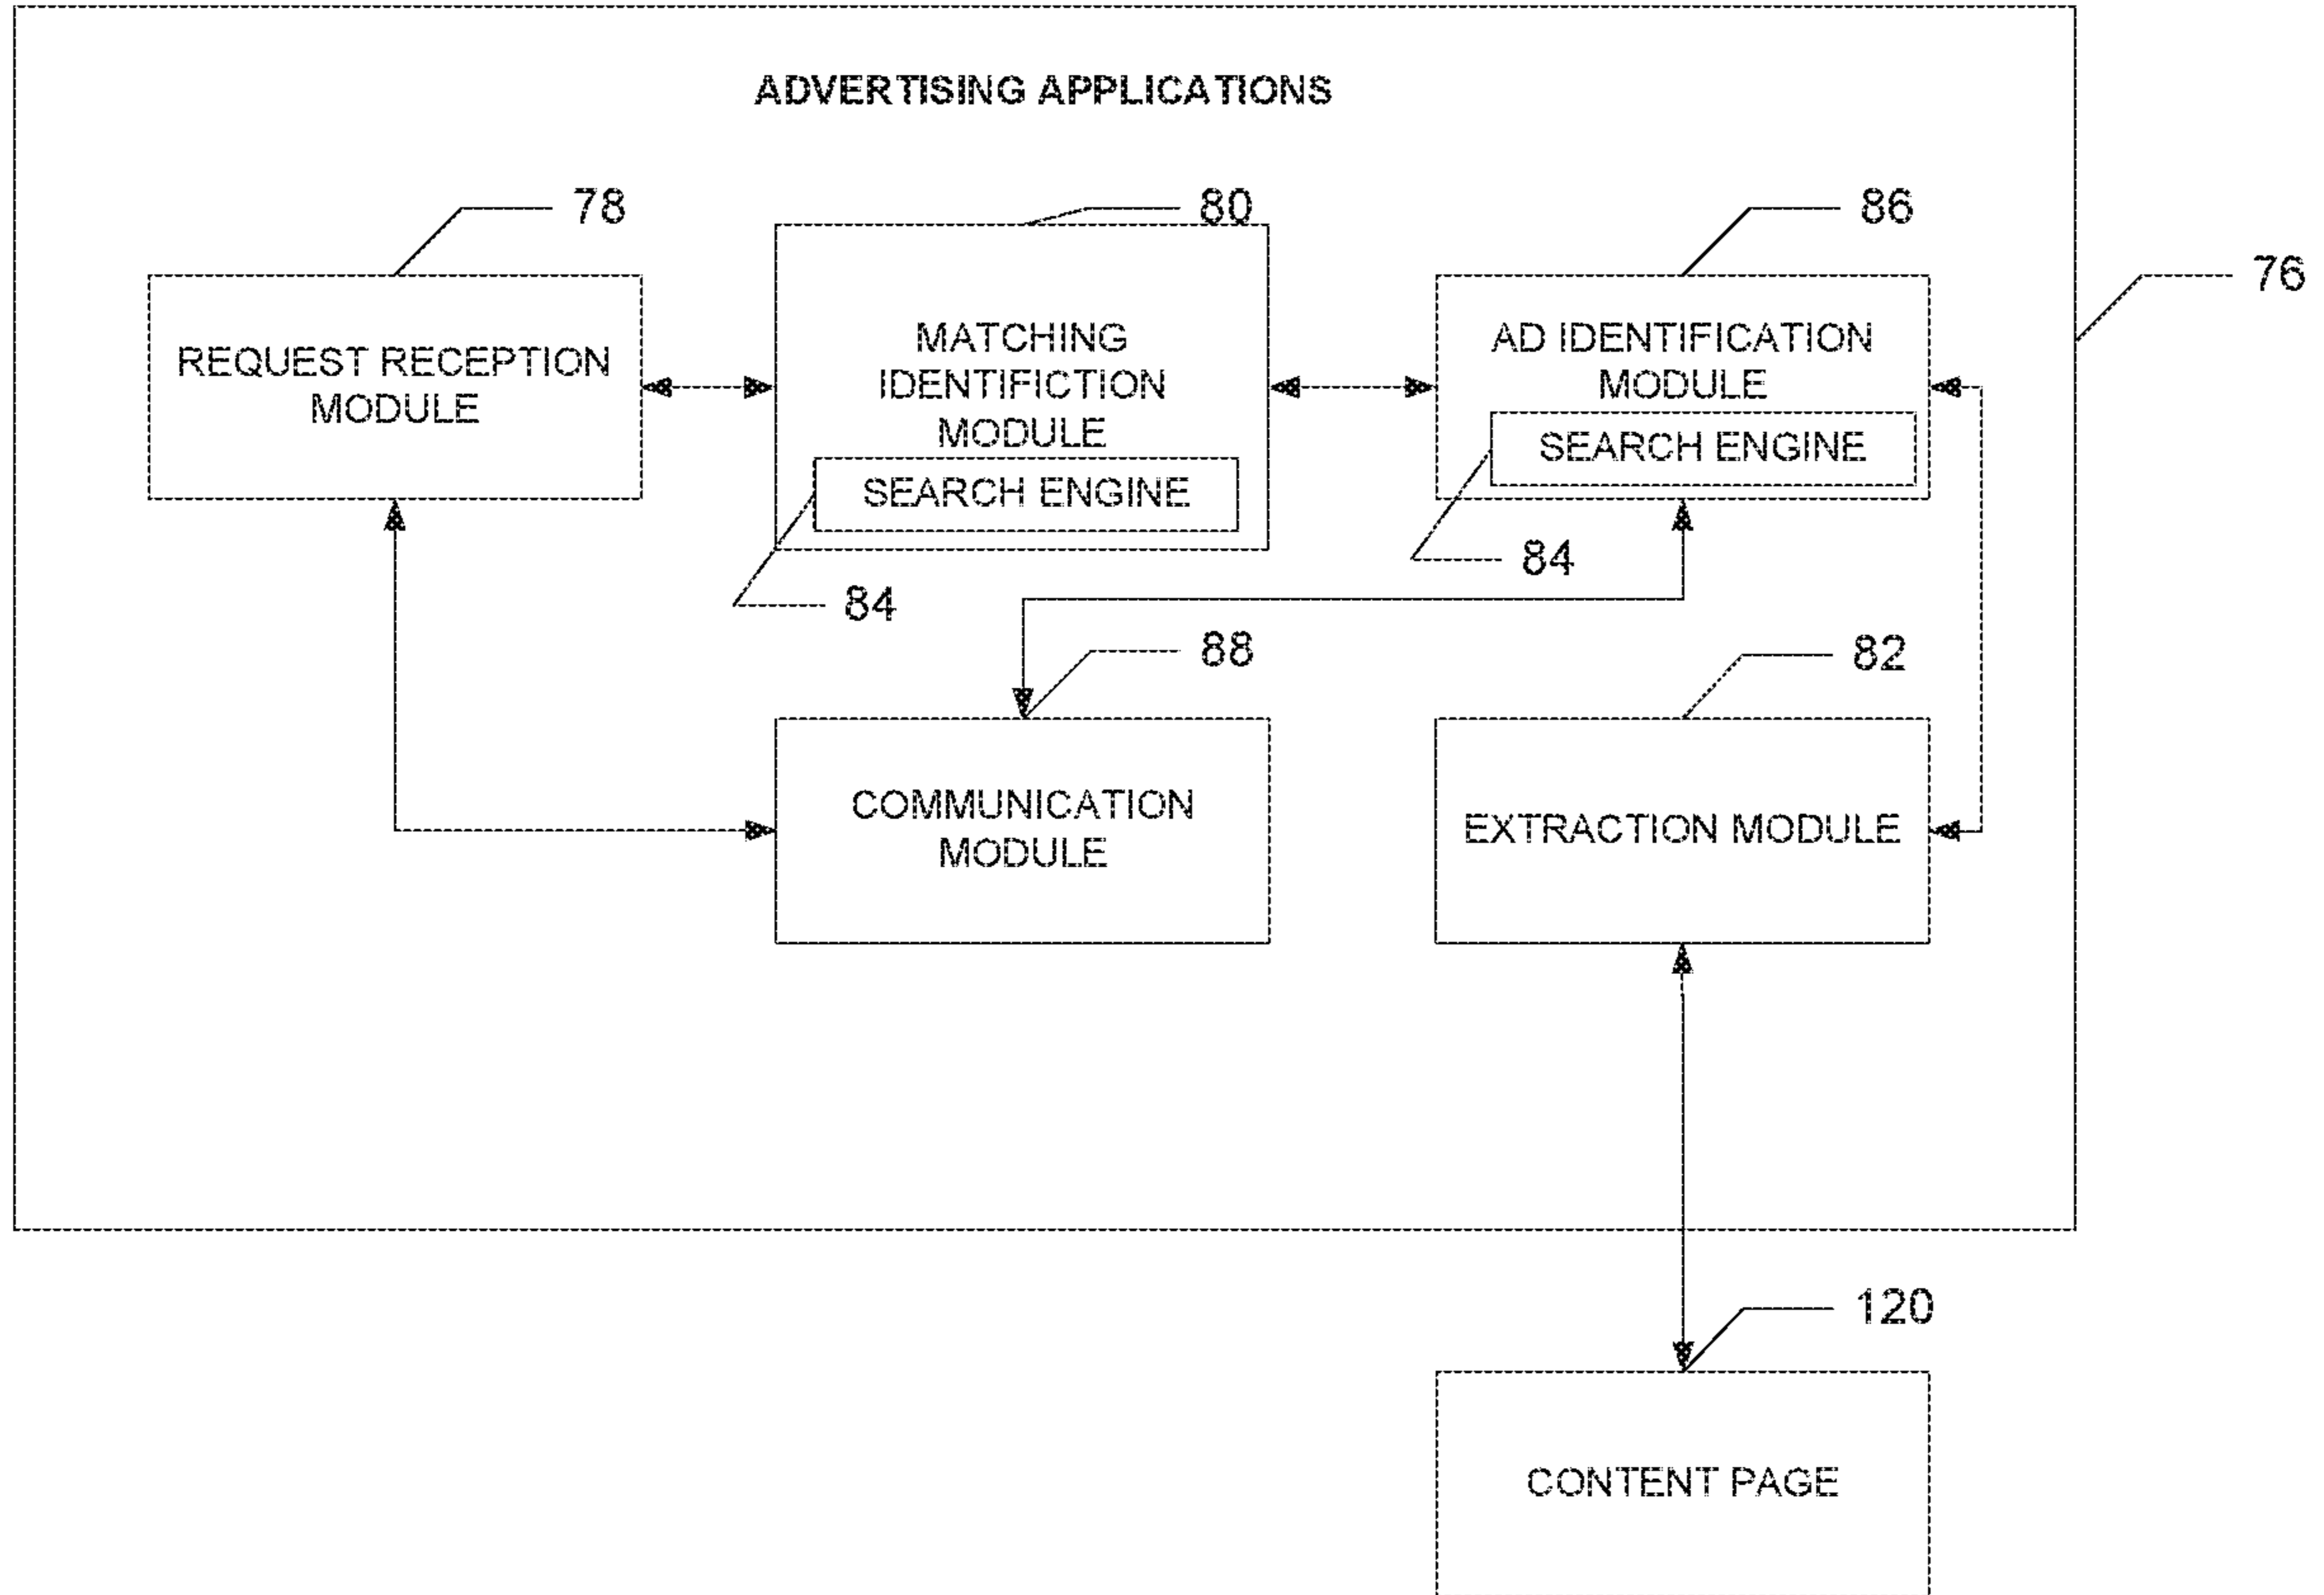 ADVERTISING APPLICATIONS
78
80
86
76
REQUEST RECEPTION
MODULE
MATCHING
IDENTIFICTION
MODULE
SEARCH ENGINE
84
AD IDENTIFICATION
MODULE
SEARCH ENGINE
84
88
82
COMMUNICATION
MODULE
EXTRACTION MODULE
120
CONTENT PAGE